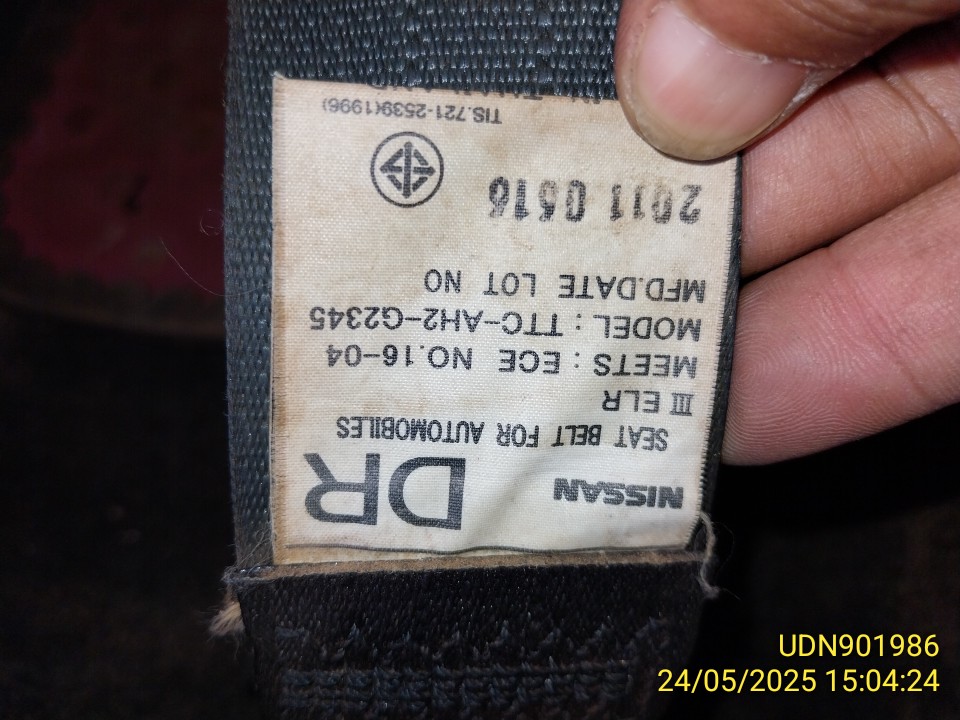 NISSAN DR
SEAT BELT FOR AUTOMOBILES
III ELR
MEETS : ECE NO.16-04
MODEL : TTC-AH2-G2345
MFD.DATE LOT NO
2011 0516
TIS.721-2539(1996)
UDN901986
24/05/2025 15:04:24